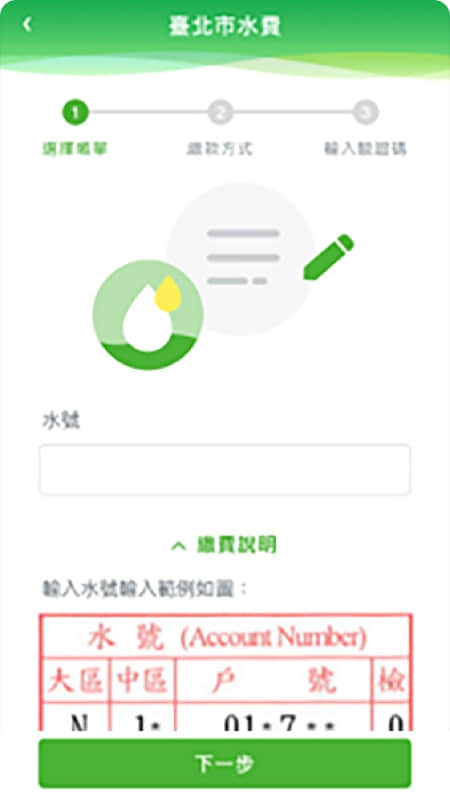 臺北市水費
1 2 3
選擇帳單 繳款方式 輸入驗證碼
水號
繳費說明
輸入水號輸入範例如圖：
水 號 (Account Number)
大區 中區 戶 號 檢
N 1* 01*7** 0
下一步